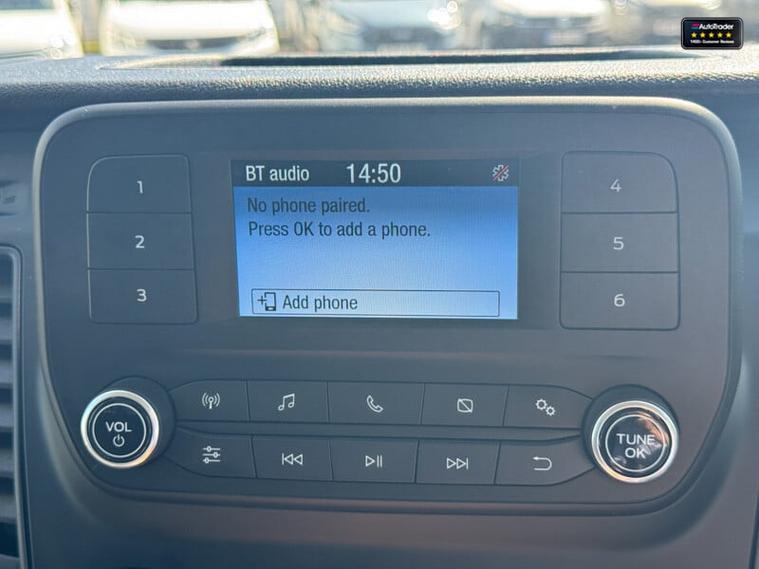 AutoTrader
BT audio 14:50
No phone paired.
Press OK to add a phone.
Add phone
1
2
3
4
5
6
VOL
TUNE
OK